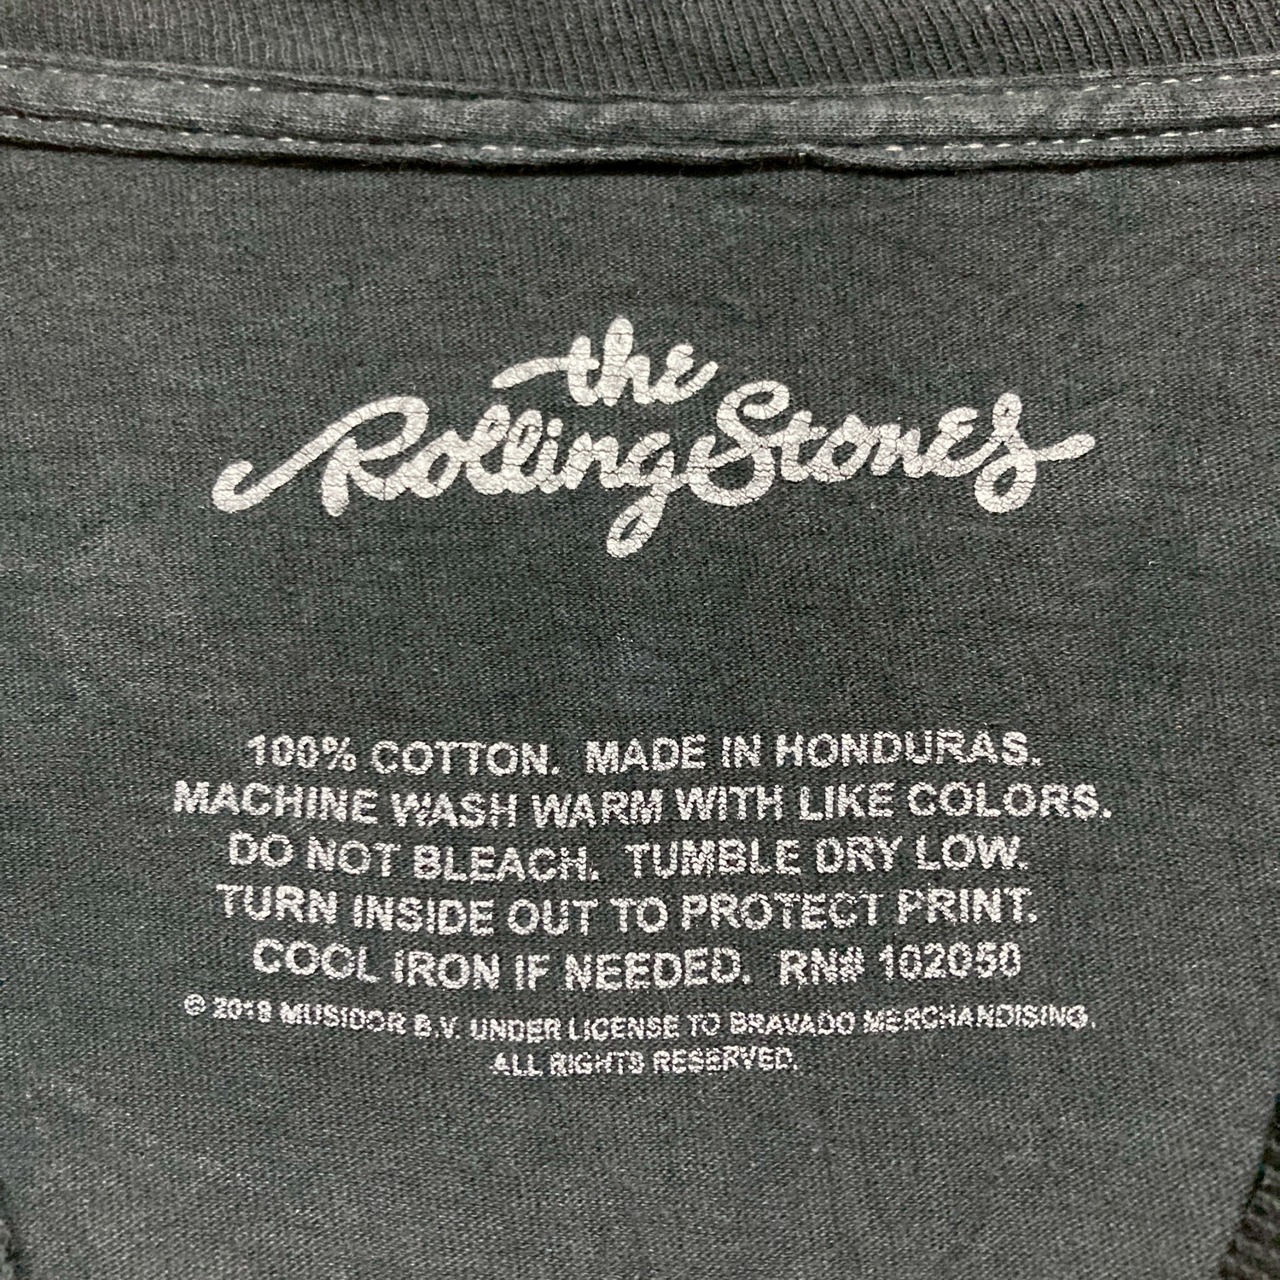 the
Rolling Stones
100% COTTON. MADE IN HONDURAS.
MACHINE WASH WARM WITH LIKE COLORS.
DO NOT BLEACH. TUMBLE DRY LOW.
TURN INSIDE OUT TO PROTECT PRINT.
COOL IRON IF NEEDED. RN# 102050
© MUSIDOR B.V. UNDER LICENSE TO BRAVADO MERCHANDISING.
ALL RIGHTS RESERVED.